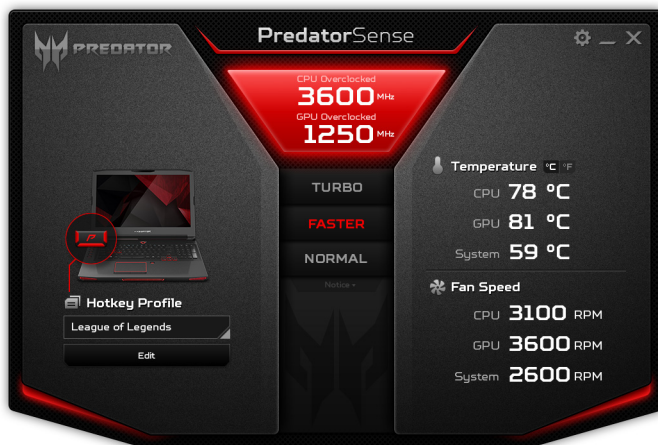 PREDATOR
PredatorSense
CPU Overclocked
3600 MHz
GPU Overclocked
1250 MHz
TURBO
FASTER
NORMAL
Notice
Hotkey Profile
League of Legends
Edit
Temperature °C °F
CPU 78 °C
GPU 81 °C
System 59 °C
Fan Speed
CPU 3100 RPM
GPU 3600 RPM
System 2600 RPM